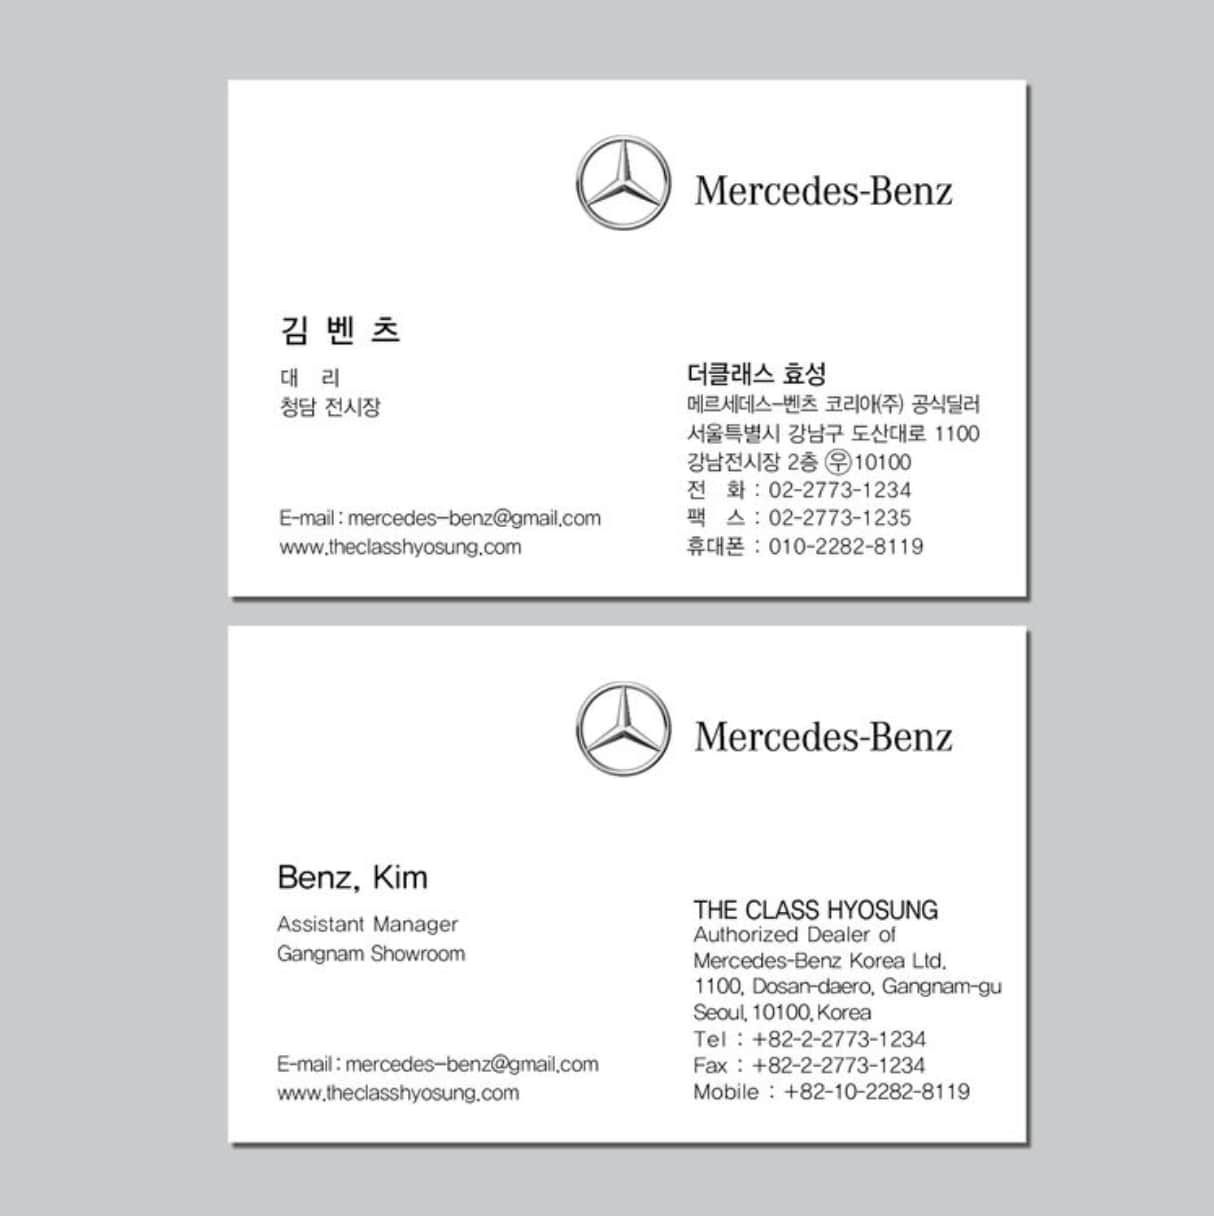 Mercedes-Benz
김 벤 츠
대 리
청담 전시장
E-mail : mercedes-benz@gmail.com
www.theclasshyosung.com
더클래스 효성
메르세데스-벤츠 코리아(주) 공식딜러
서울특별시 강남구 도산대로 1100
강남전시장 2층 ㉾10100
전 화 : 02-2773-1234
팩 스 : 02-2773-1235
휴대폰 : 010-2282-8119
Mercedes-Benz
Benz, Kim
Assistant Manager
Gangnam Showroom
E-mail : mercedes-benz@gmail.com
www.theclasshyosung.com
THE CLASS HYOSUNG
Authorized Dealer of
Mercedes-Benz Korea Ltd.
1100, Dosan-daero, Gangnam-gu
Seoul, 10100, Korea
Tel : +82-2-2773-1234
Fax : +82-2-2773-1234
Mobile : +82-10-2282-8119